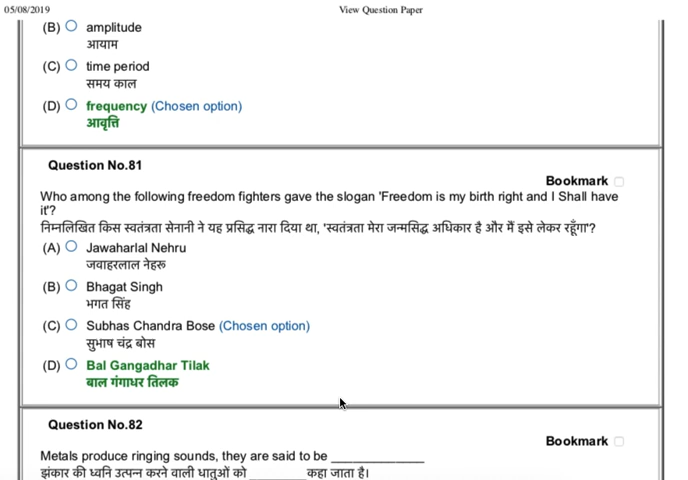 05/08/2019 View Question Paper
(B) amplitude
आयाम
(C) time period
समय काल
(D) frequency (Chosen option)
आवृत्ति
Question No.81
Bookmark
Who among the following freedom fighters gave the slogan 'Freedom is my birth right and I Shall have
it'?
निम्नलिखित किस स्वतंत्रता सेनानी ने यह प्रसिद्ध नारा दिया था, 'स्वतंत्रता मेरा जन्मसिद्ध अधिकार है और मैं इसे लेकर रहूँगा'?
(A) Jawaharlal Nehru
जवाहरलाल नेहरू
(B) Bhagat Singh
भगत सिंह
(C) Subhas Chandra Bose (Chosen option)
सुभाष चंद्र बोस
(D) Bal Gangadhar Tilak
बाल गंगाधर तिलक
Question No.82
Bookmark
Metals produce ringing sounds, they are said to be ______________
झंकार की ध्वनि उत्पन्न करने वाली धातुओं को ________ कहा जाता है।